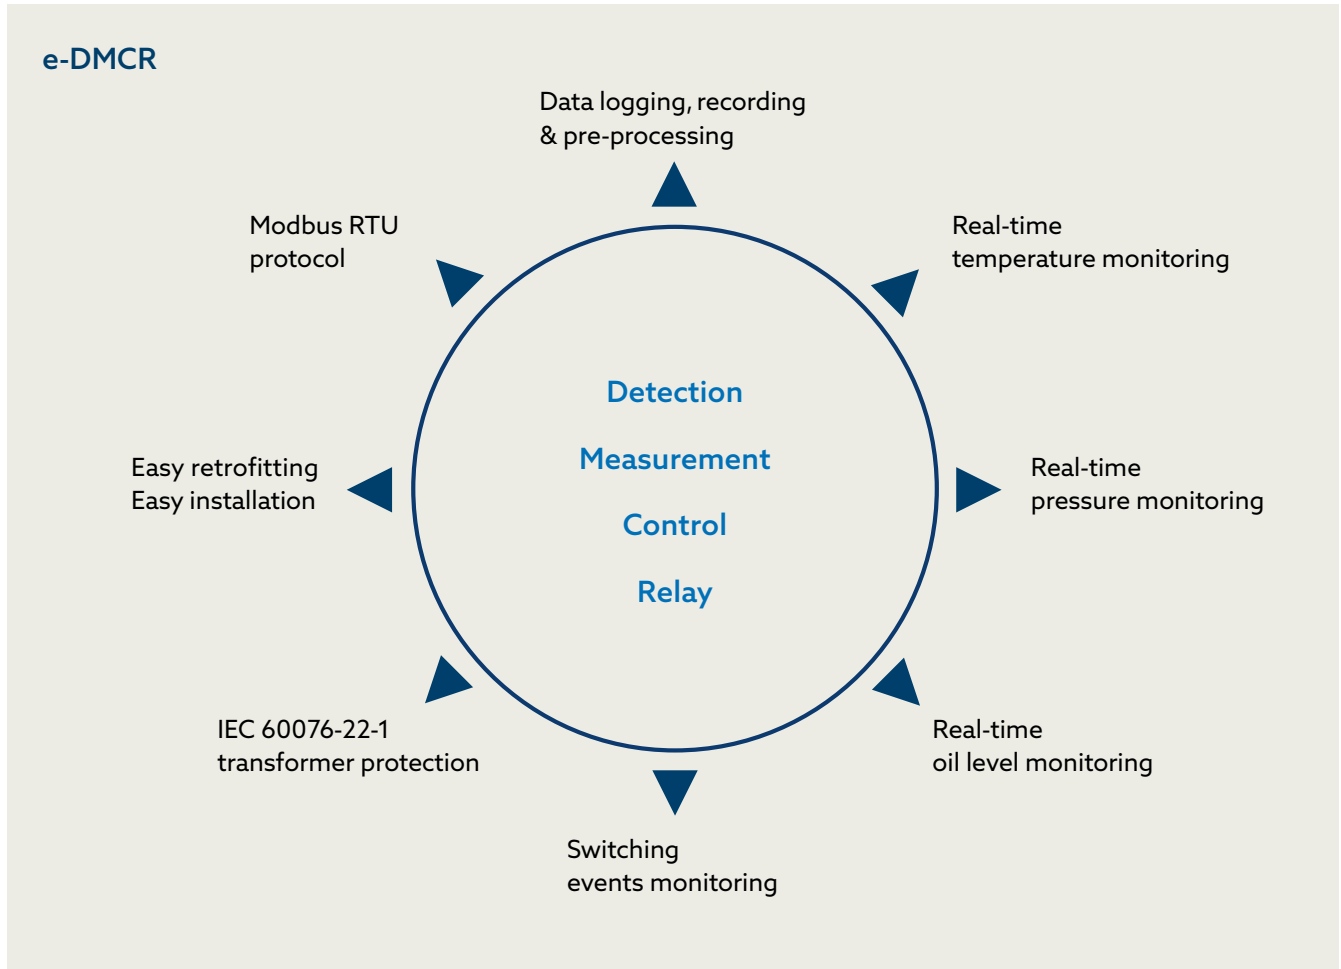 e-DMCR
Data logging, recording
& pre-processing
Modbus RTU
protocol
Real-time
temperature monitoring
Detection
Measurement
Control
Relay
Easy retrofitting
Easy installation
Real-time
pressure monitoring
IEC 60076-22-1
transformer protection
Real-time
oil level monitoring
Switching
events monitoring